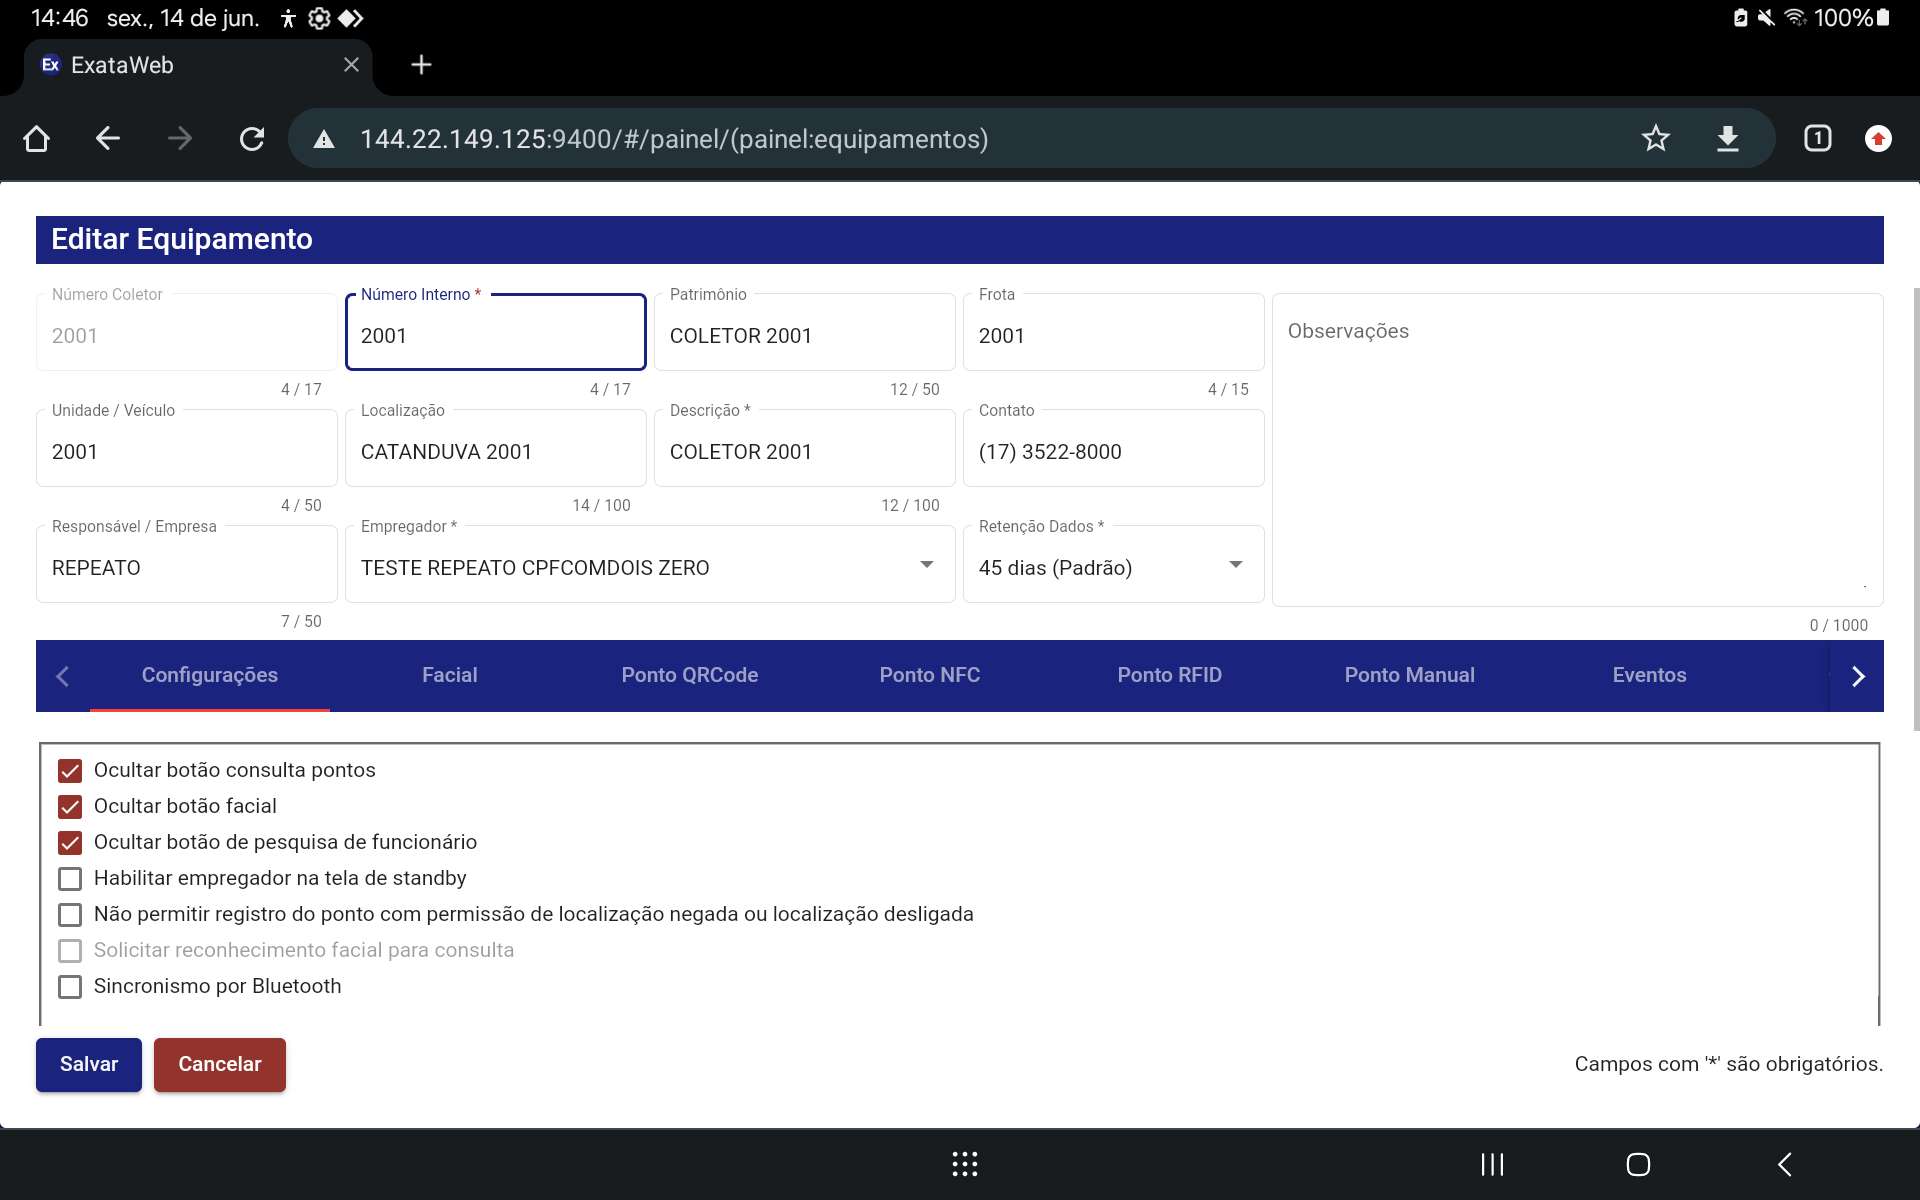 14:46 sex., 14 de jun. 100%
Ex ExataWeb
144.22.149.125:9400/#/painel/(painel:equipamentos) 1
Editar Equipamento
Número Coletor Número Interno * Patrimônio Frota
2001 2001 COLETOR 2001 2001 Observações
4 / 17 4 / 17 12 / 50 4 / 15
Unidade / Veículo Localização Descrição * Contato
2001 CATANDUVA 2001 COLETOR 2001 (17) 3522-8000
4 / 50 14 / 100 12 / 100
Responsável / Empresa Empregador * Retenção Dados *
REPEATO TESTE REPEATO CPFCOMDOIS ZERO 45 dias (Padrão)
7 / 50 0 / 1000
Configurações Facial Ponto QRCode Ponto NFC Ponto RFID Ponto Manual Eventos
Ocultar botão consulta pontos
Ocultar botão facial
Ocultar botão de pesquisa de funcionário
Habilitar empregador na tela de standby
Não permitir registro do ponto com permissão de localização negada ou localização desligada
Solicitar reconhecimento facial para consulta
Sincronismo por Bluetooth
Salvar Cancelar Campos com '*' são obrigatórios.